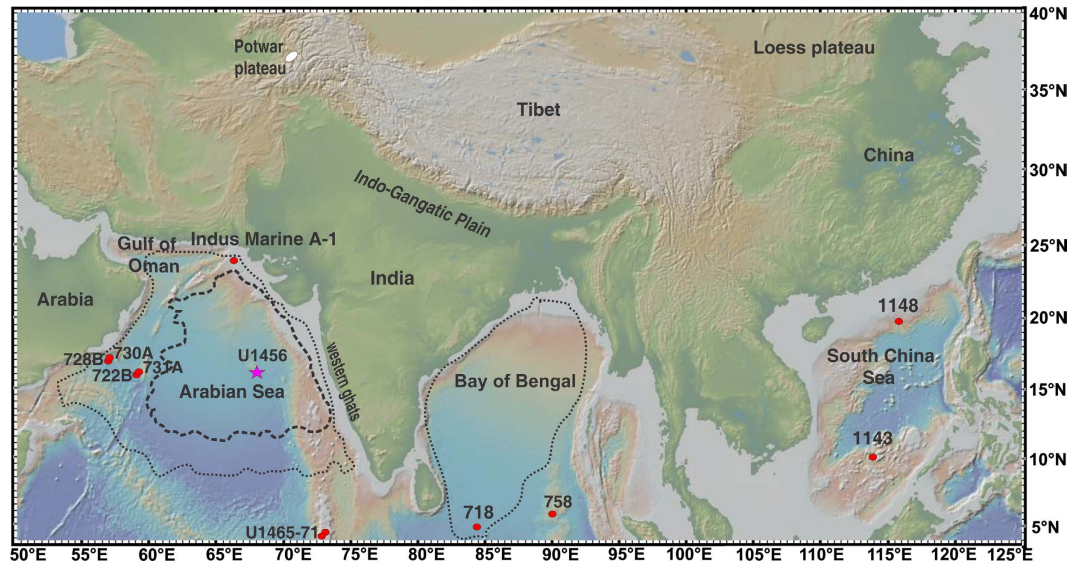 40°N
Potwar
plateau
Loess plateau
35°N
Tibet
China
30°N
Indo-Gangatic Plain
Gulf of
Oman
Indus Marine A-1
25°N
India
Arabia
20°N
1148
728B
730A
722B
731A
U1456
Arabian Sea
western ghats
Bay of Bengal
South China
Sea
15°N
1143
10°N
718
758
U1465-71
5°N
50°E
55°E
60°E
65°E
70°E
75°E
80°E
85°E
90°E
95°E
100°E
105°E
110°E
115°E
120°E
125°E